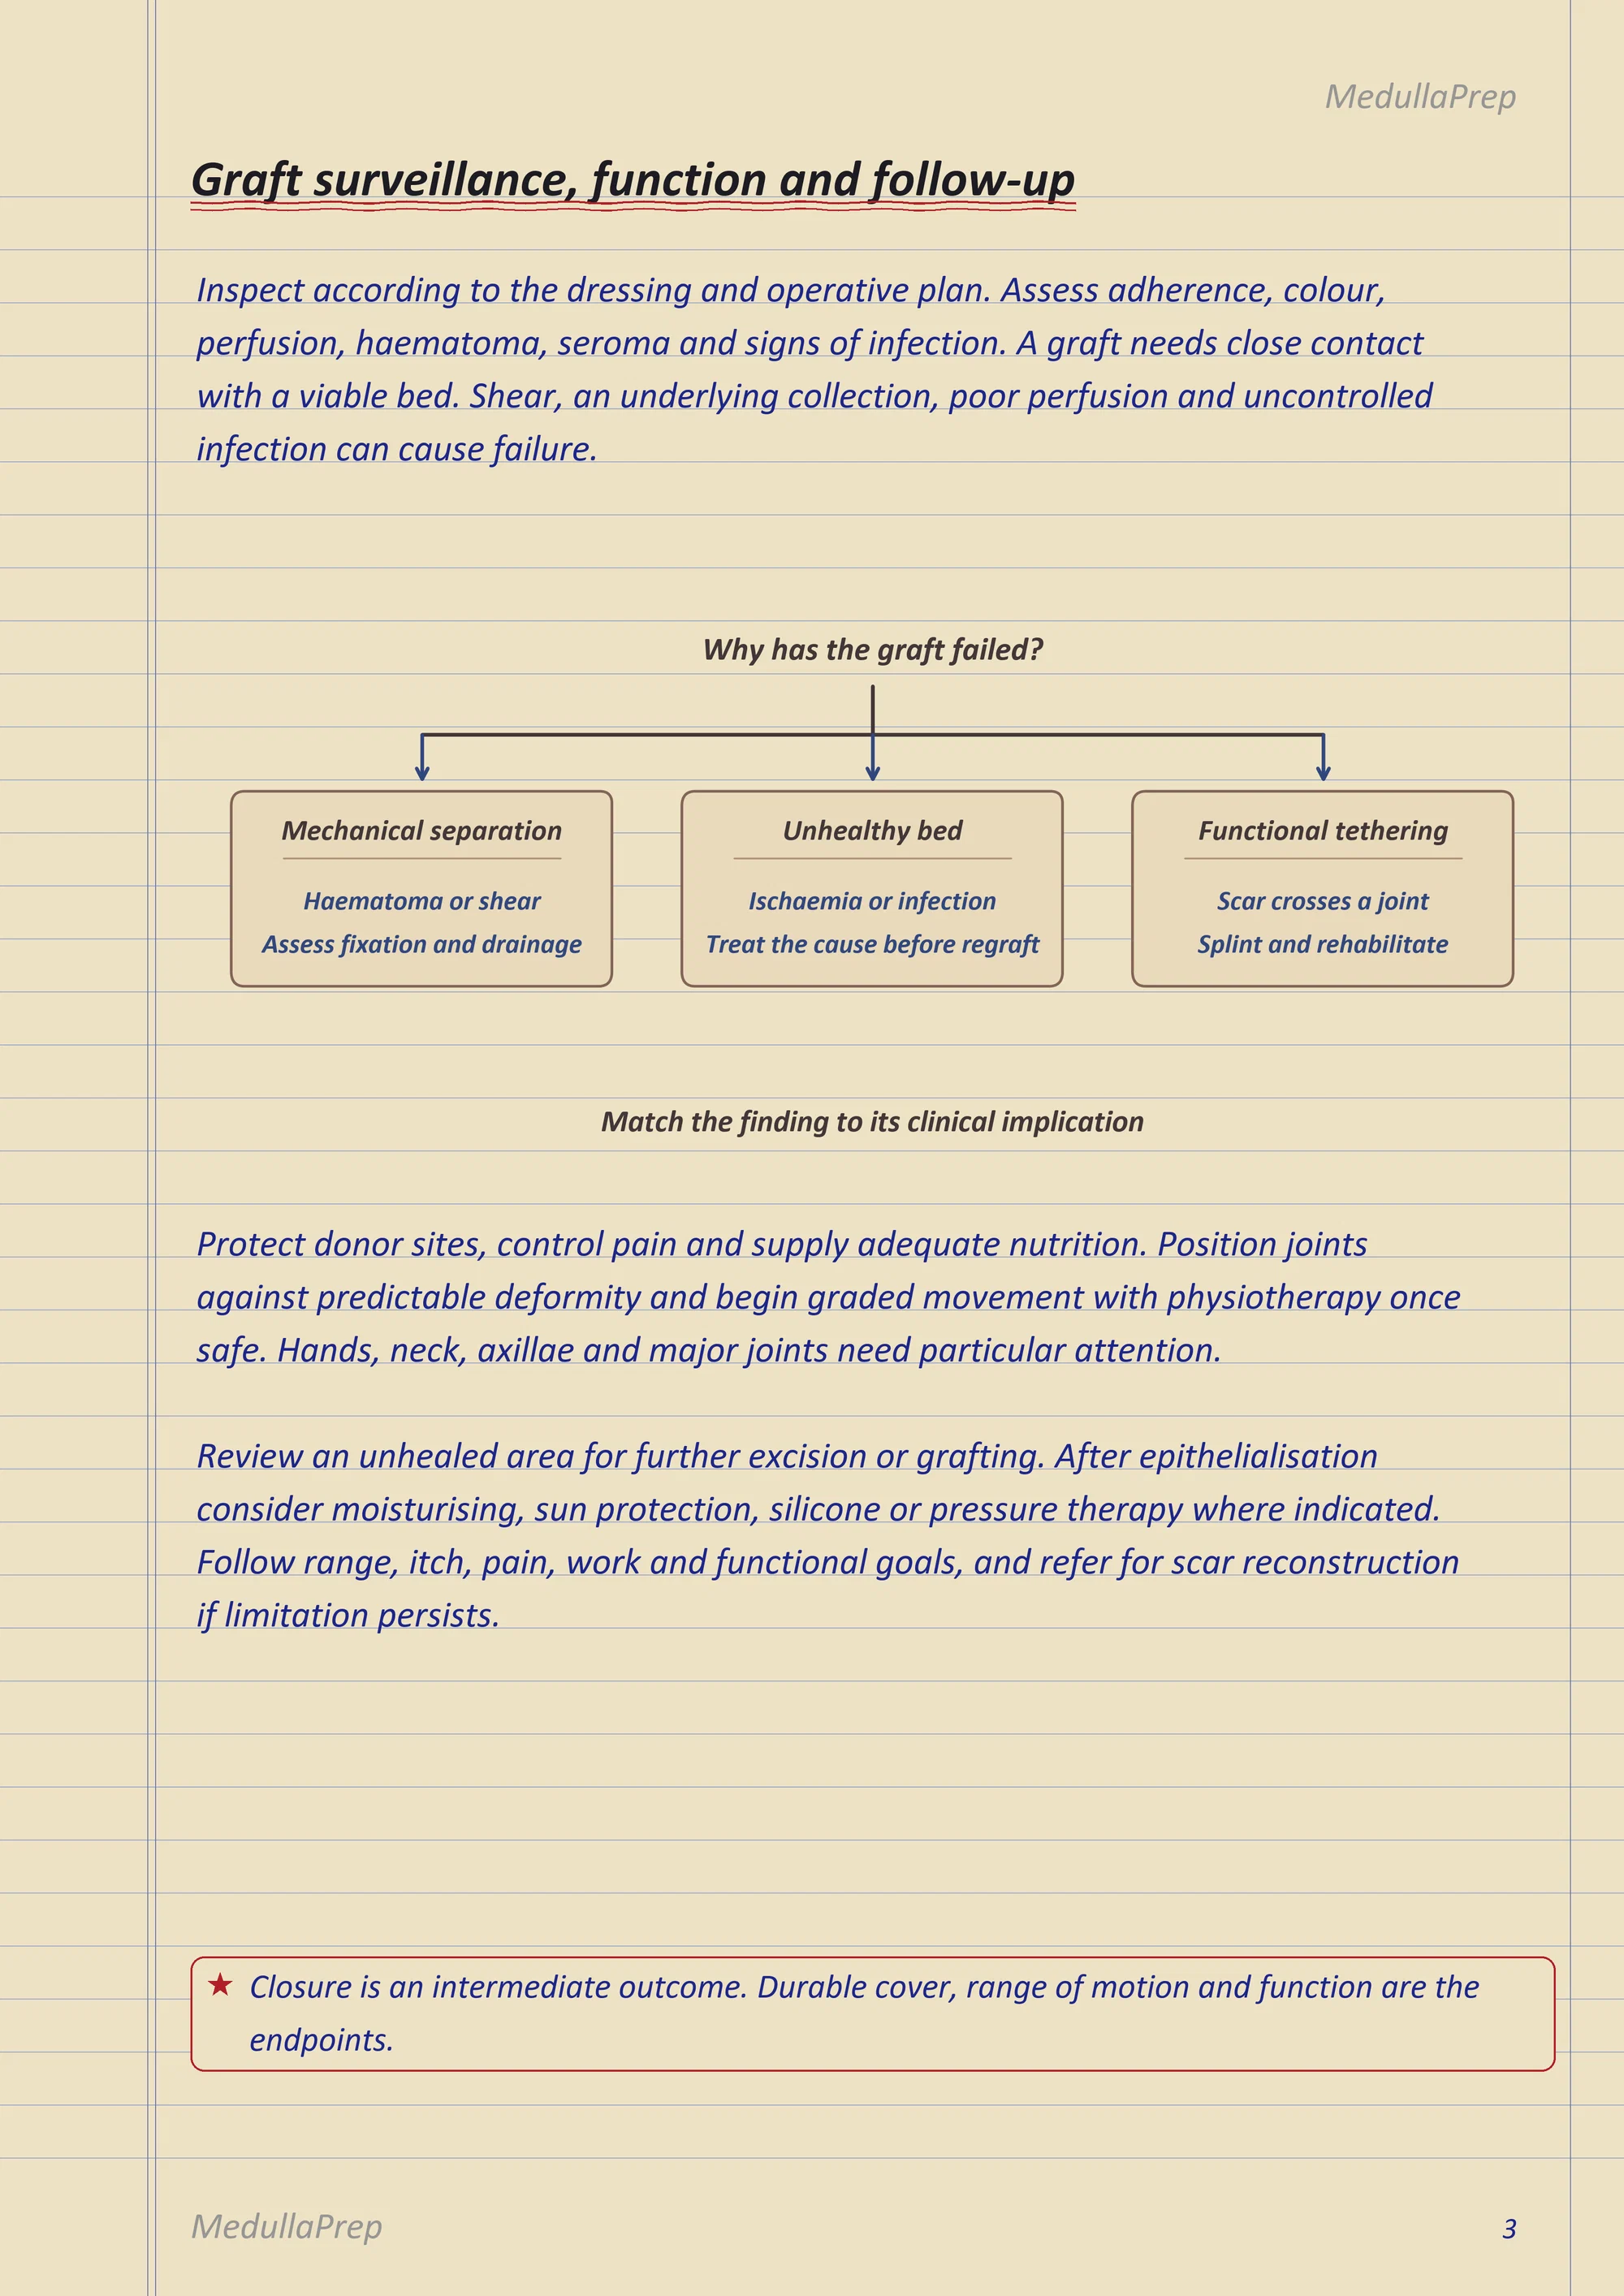 MedullaPrep
Graft surveillance, function and follow-up
Inspect according to the dressing and operative plan. Assess adherence, colour,
perfusion, haematoma, seroma and signs of infection. A graft needs close contact
with a viable bed. Shear, an underlying collection, poor perfusion and uncontrolled
infection can cause failure.
Why has the graft failed?
Mechanical separation
Haematoma or shear
Assess fixation and drainage
Unhealthy bed
Ischaemia or infection
Treat the cause before regraft
Functional tethering
Scar crosses a joint
Splint and rehabilitate
Match the finding to its clinical implication
Protect donor sites, control pain and supply adequate nutrition. Position joints
against predictable deformity and begin graded movement with physiotherapy once
safe. Hands, neck, axillae and major joints need particular attention.
Review an unhealed area for further excision or grafting. After epithelialisation
consider moisturising, sun protection, silicone or pressure therapy where indicated.
Follow range, itch, pain, work and functional goals, and refer for scar reconstruction
if limitation persists.
★ Closure is an intermediate outcome. Durable cover, range of motion and function are the
endpoints.
MedullaPrep
3